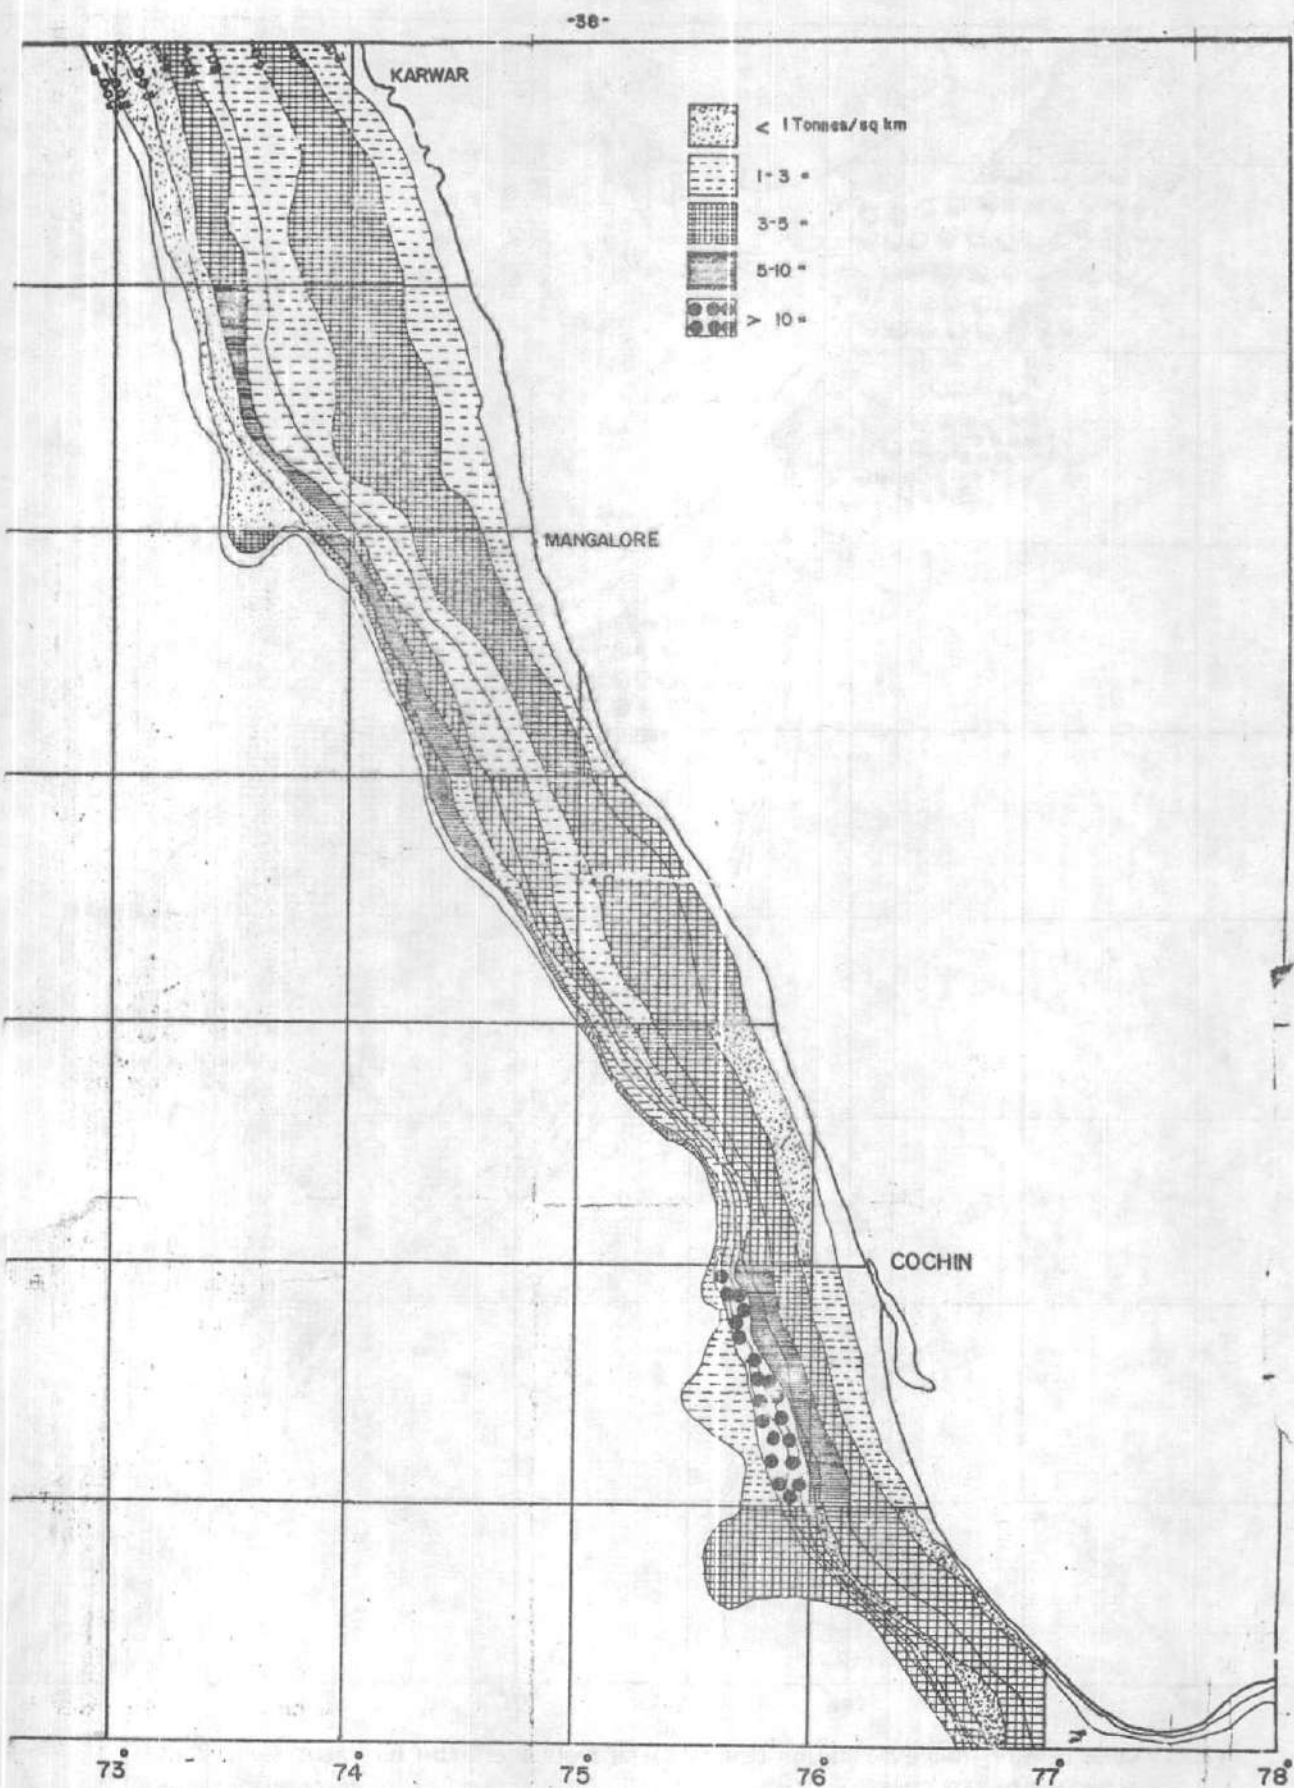 -38-
KARWAR
< 1 Tonnes/sq km
1-3 "
3-5 "
5-10 "
> 10 "
MANGALORE
COCHIN
73° 74° 75° 76° 77° 78°